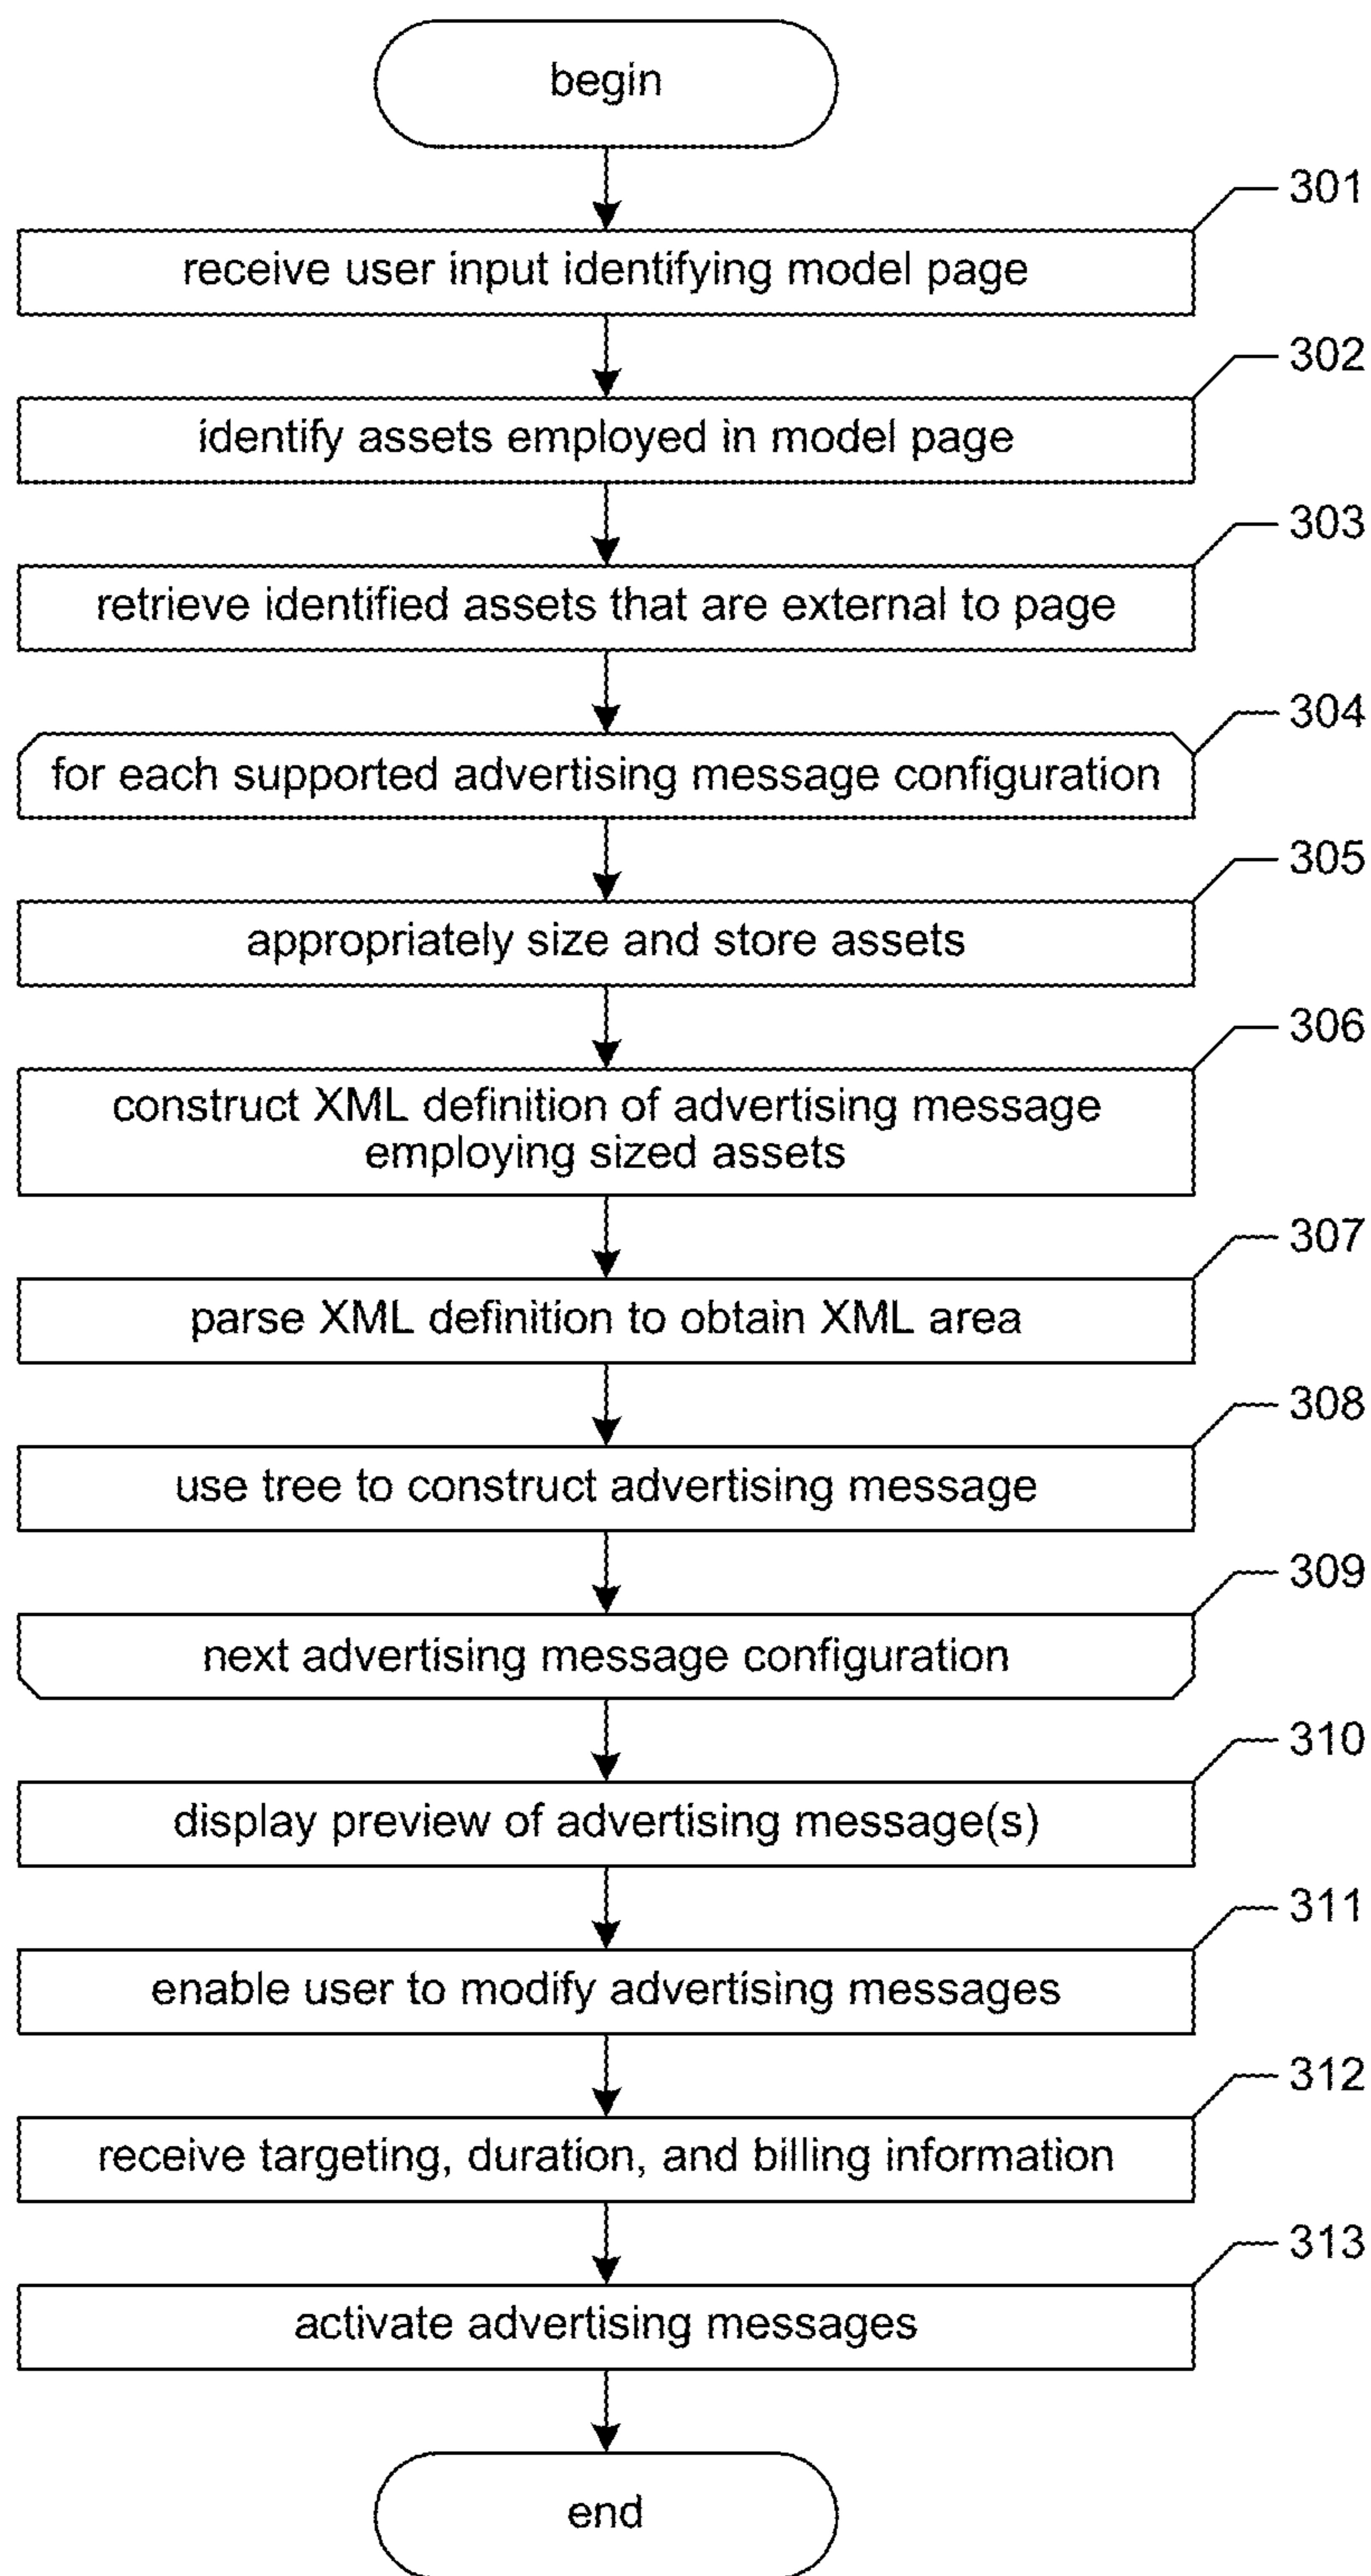 begin
301
receive user input identifying model page
302
identify assets employed in model page
303
retrieve identified assets that are external to page
304
for each supported advertising message configuration
305
appropriately size and store assets
306
construct XML definition of advertising message
employing sized assets
307
parse XML definition to obtain XML area
308
use tree to construct advertising message
309
next advertising message configuration
310
display preview of advertising message(s)
311
enable user to modify advertising messages
312
receive targeting, duration, and billing information
313
activate advertising messages
end